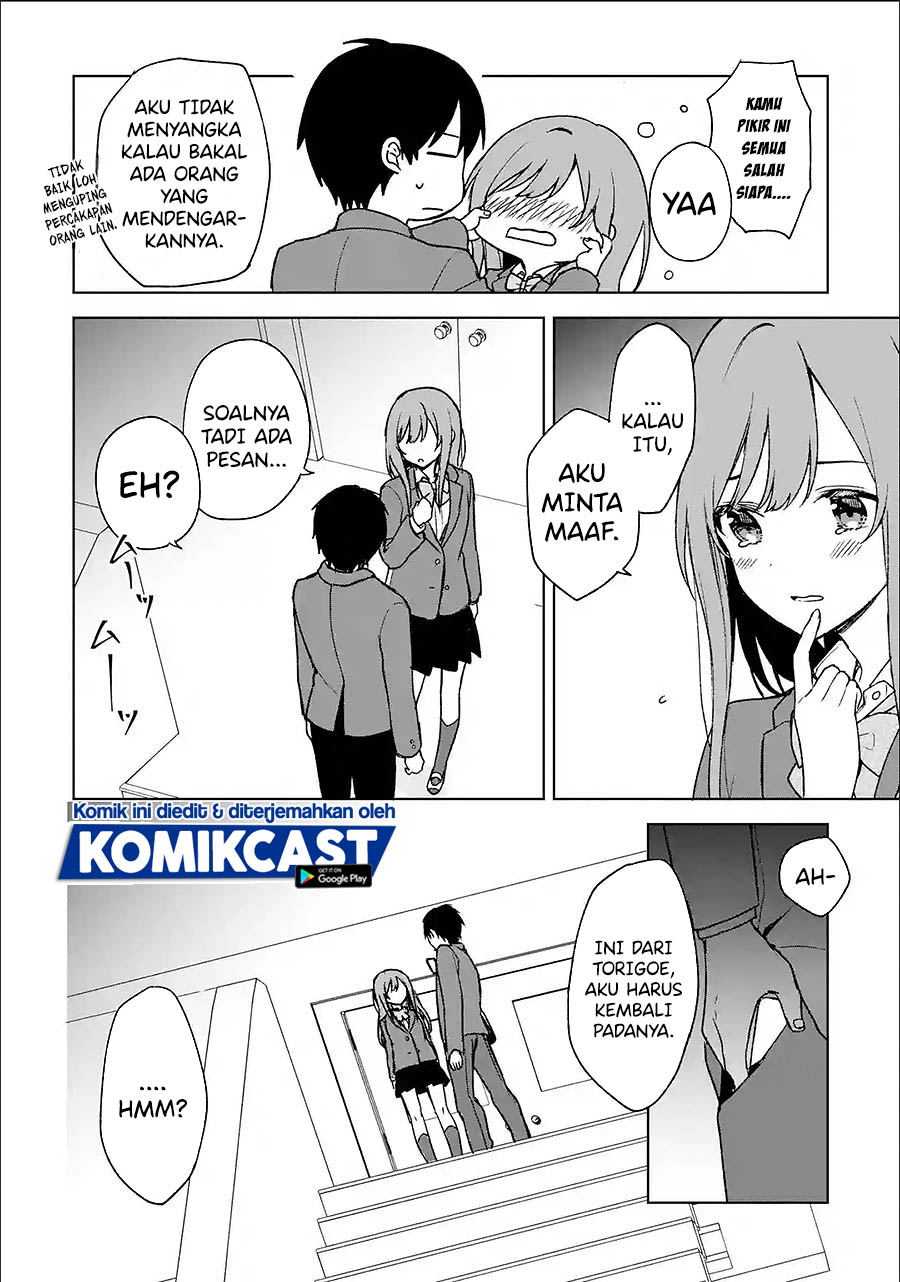 KAMU
PIKIR INI
SEMUA
SALAH
SIAPA....
YAA
AKU TIDAK
MENYANGKA
KALAU BAKAL
ADA ORANG
YANG
MENDENGAR-
KANNYA.
TIDAK
BAIK LOH
MENGUPING
PERCAKAPAN
ORANG LAIN.
...
KALAU
ITU,
AKU
MINTA
MAAF.
SOALNYA
TADI ADA
PESAN...
EH?
ムーッ
ムーッ
Komik ini diedit & diterjemahkan oleh
KOMIKCAST
GET IT ON
Google Play
AH-
INI DARI
TORIGOE,
AKU HARUS
KEMBALI
PADANYA.
....
HMM?